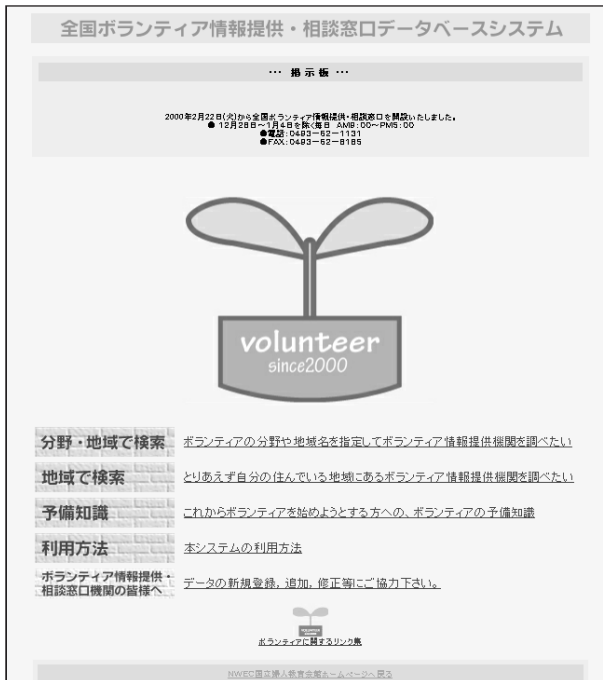 全国ボランティア情報提供・相談窓口データベースシステム
… 掲示板 …
2000年2月22日(火)から全国ボランティア情報提供・相談窓口を開設いたしました。
● 12月28日～1月4日を除く毎日 AM9:00～PM5:00
●電話:0493-62-1131
●FAX:0493-62-8185
volunteer
since2000
分野・地域で検索 ボランティアの分野や地域名を指定してボランティア情報提供機関を調べたい
地域で検索 とりあえず自分の住んでいる地域にあるボランティア情報提供機関を調べたい
予備知識 これからボランティアを始めようとする方への、ボランティアの予備知識
利用方法 本システムの利用方法
ボランティア情報提供・
相談窓口機関の皆様へ データの新規登録，追加，修正等にご協力下さい。
VOLUNTEER
ボランティアに関するリンク集
NWEC国立婦人教育会館ホームページへ戻る